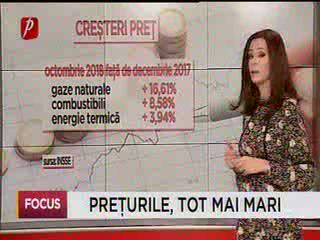 p
CREȘTERI PREȚ
octombrie 2018 față de decembrie 2017
gaze naturale + 16,61%
combustibili + 8,58%
energie termică + 3,94%
sursa: INSSE
FOCUS PREȚURILE, TOT MAI MARI